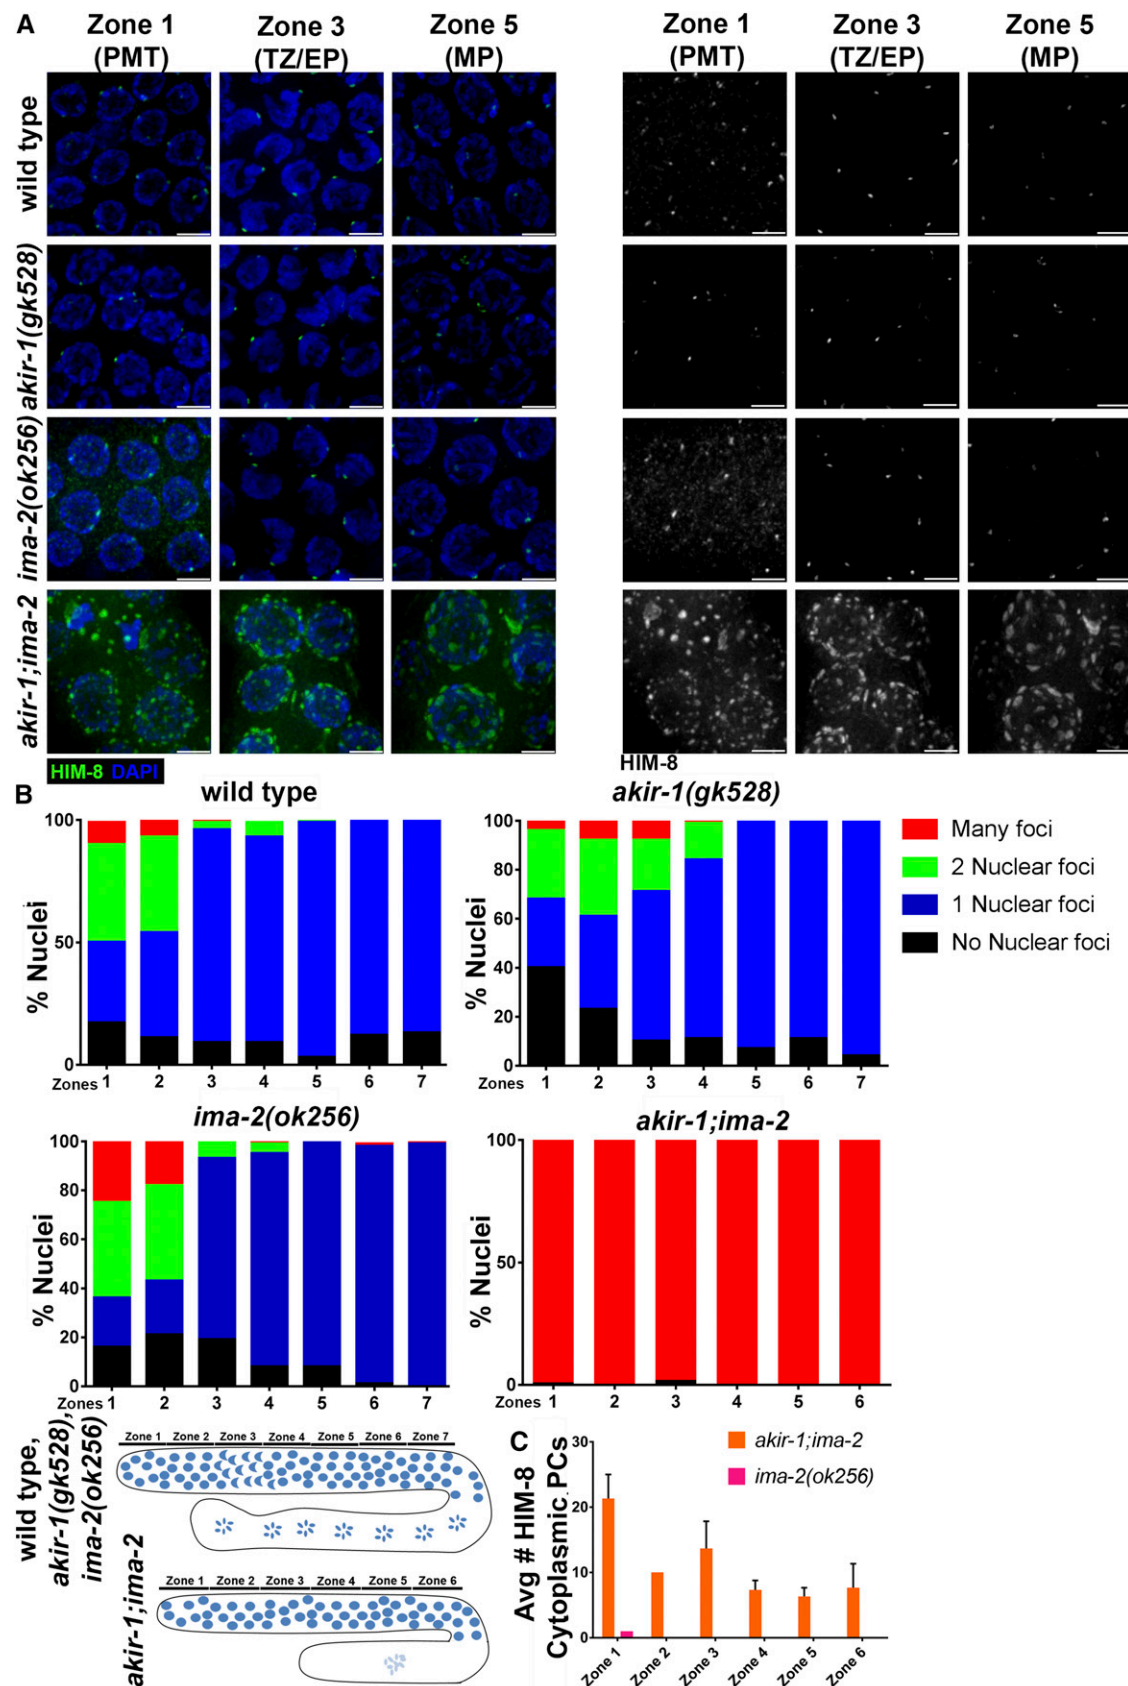 A
Zone 1 (PMT)
Zone 3 (TZ/EP)
Zone 5 (MP)
Zone 1 (PMT)
Zone 3 (TZ/EP)
Zone 5 (MP)
wild type
akir-1(gk528)
ima-2(ok256)
akir-1;ima-2
HIM-8 DAPI
HIM-8
B
wild type
% Nuclei
100
50
0
Zones 1 2 3 4 5 6 7
akir-1(gk528)
% Nuclei
100
80
60
40
20
0
Zones 1 2 3 4 5 6 7
Many foci
2 Nuclear foci
1 Nuclear foci
No Nuclear foci
ima-2(ok256)
% Nuclei
100
80
60
40
20
0
Zones 1 2 3 4 5 6 7
akir-1;ima-2
% Nuclei
100
50
0
Zones 1 2 3 4 5 6
wild type,
akir-1(gk528),
ima-2(ok256)
Zone 1 Zone 2 Zone 3 Zone 4 Zone 5 Zone 6 Zone 7
akir-1;ima-2
Zone 1 Zone 2 Zone 3 Zone 4 Zone 5 Zone 6
C
Avg # HIM-8
Cytoplasmic PCs
30
20
10
0
akir-1;ima-2
ima-2(ok256)
Zone 1 Zone 2 Zone 3 Zone 4 Zone 5 Zone 6